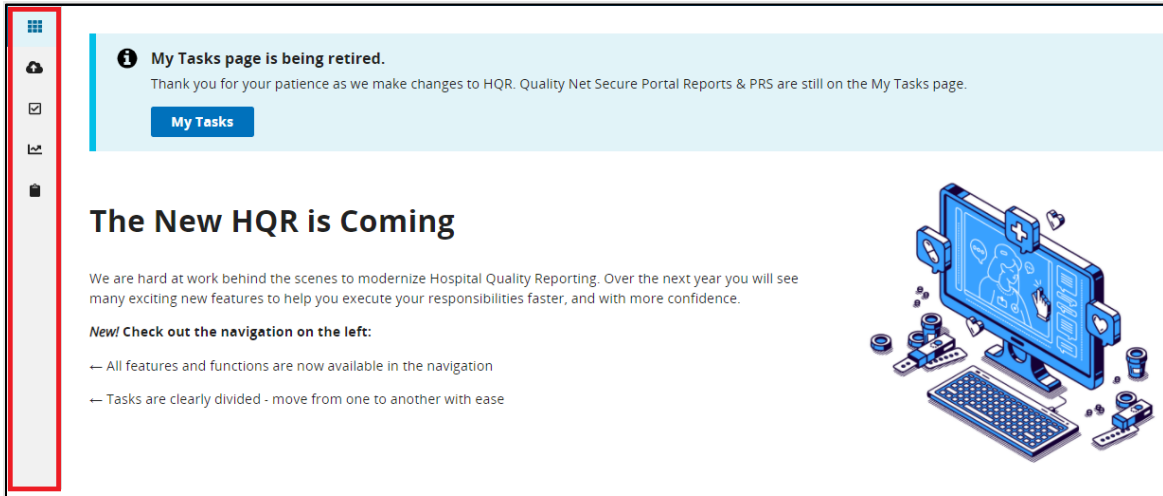 My Tasks page is being retired.
Thank you for your patience as we make changes to HQR. Quality Net Secure Portal Reports & PRS are still on the My Tasks page.
My Tasks
The New HQR is Coming
We are hard at work behind the scenes to modernize Hospital Quality Reporting. Over the next year you will see
many exciting new features to help you execute your responsibilities faster, and with more confidence.
New! Check out the navigation on the left:
← All features and functions are now available in the navigation
← Tasks are clearly divided - move from one to another with ease